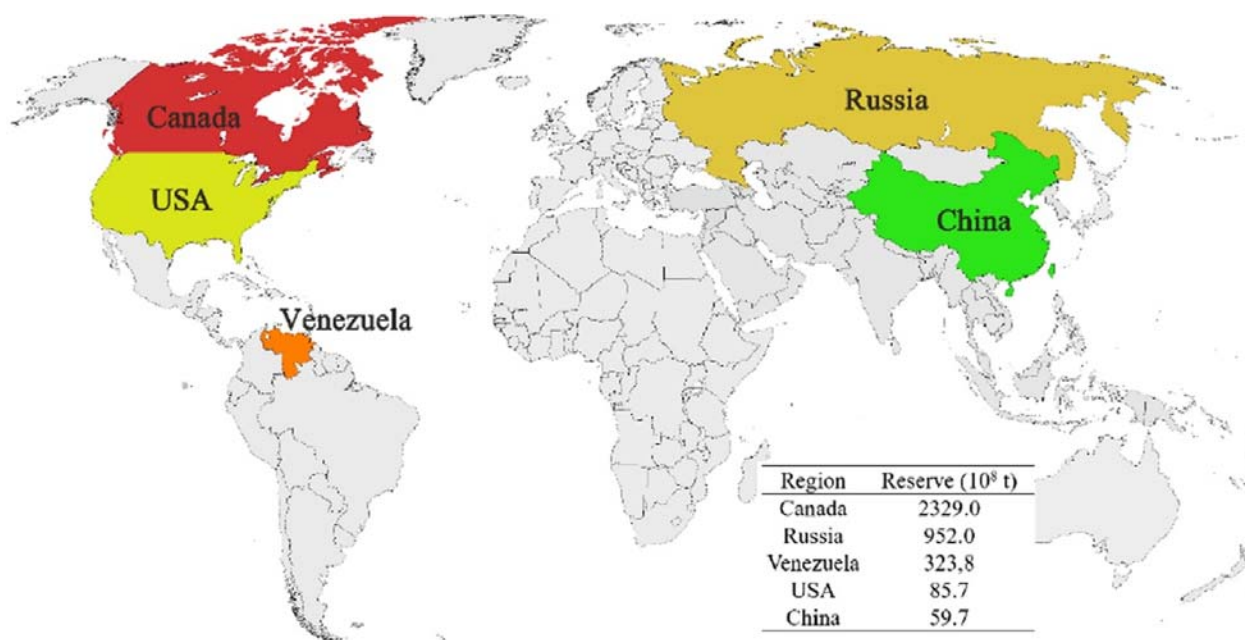 Canada
Russia
USA
China
Venezuela
Region Reserve (10⁸ t)
Canada 2329.0
Russia 952.0
Venezuela 323,8
USA 85.7
China 59.7